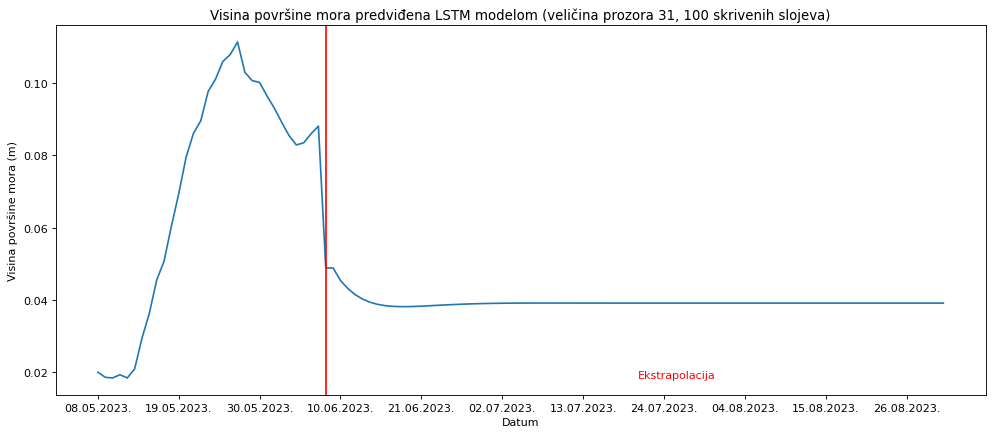 Visina površine mora predviđena LSTM modelom (veličina prozora 31, 100 skrivenih slojeva)
Visina površine mora (m)
0.10
0.08
0.06
0.04
0.02
Ekstrapolacija
08.05.2023. 19.05.2023. 30.05.2023. 10.06.2023. 21.06.2023. 02.07.2023. 13.07.2023. 24.07.2023. 04.08.2023. 15.08.2023. 26.08.2023.
Datum